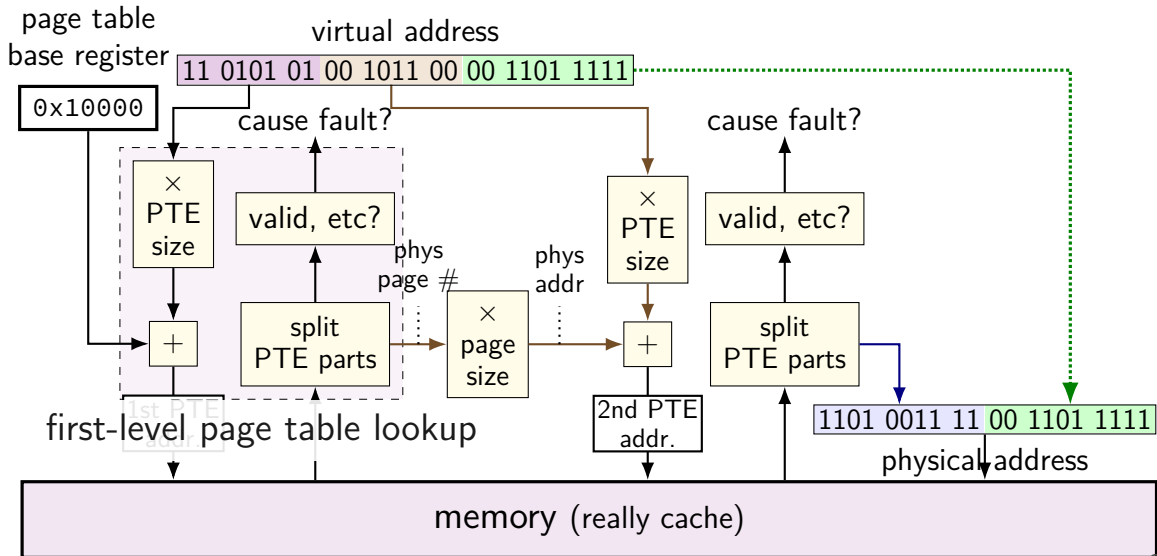 page table
base register
virtual address
11 0101 01 00 1011 00 00 1101 1111
0x10000
cause fault?
cause fault?
×
PTE
size
valid, etc?
×
PTE
size
valid, etc?
phys
page #
phys
addr
+
split
PTE parts
×
page
size
+
split
PTE parts
1st PTE
addr.
first-level page table lookup
2nd PTE
addr.
1101 0011 11 00 1101 1111
physical address
memory (really cache)